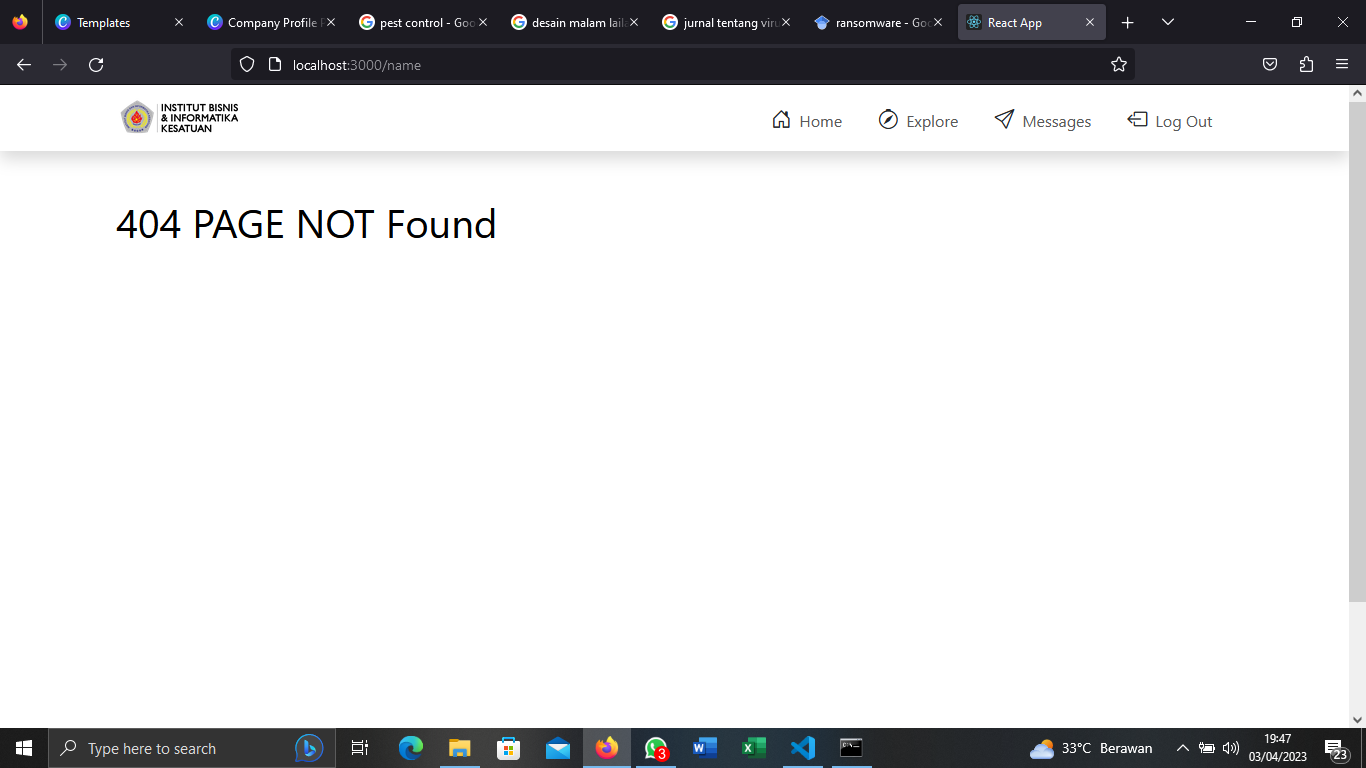 Templates
Company Profile P
pest control - Goo
desain malam laila
jurnal tentang viru
ransomware - Goo
React App
localhost:3000/name
INSTITUT BISNIS
& INFORMATIKA
KESATUAN
Home
Explore
Messages
Log Out
404 PAGE NOT Found
Type here to search
3
33°C Berawan
19:47
03/04/2023
23